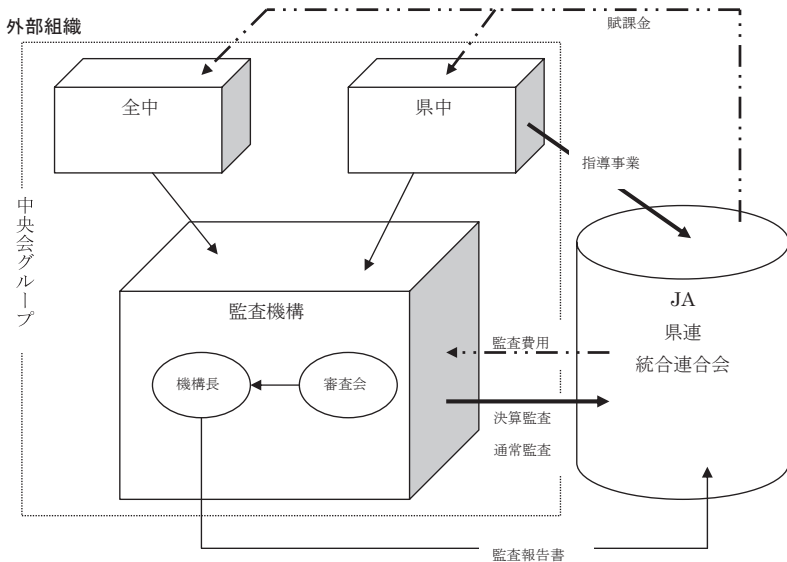 外部組織
賦課金
全中
県中
指導事業
中央会グループ
監査機構
機構長
審査会
監査費用
決算監査
通常監査
JA
県連
統合連合会
監査報告書